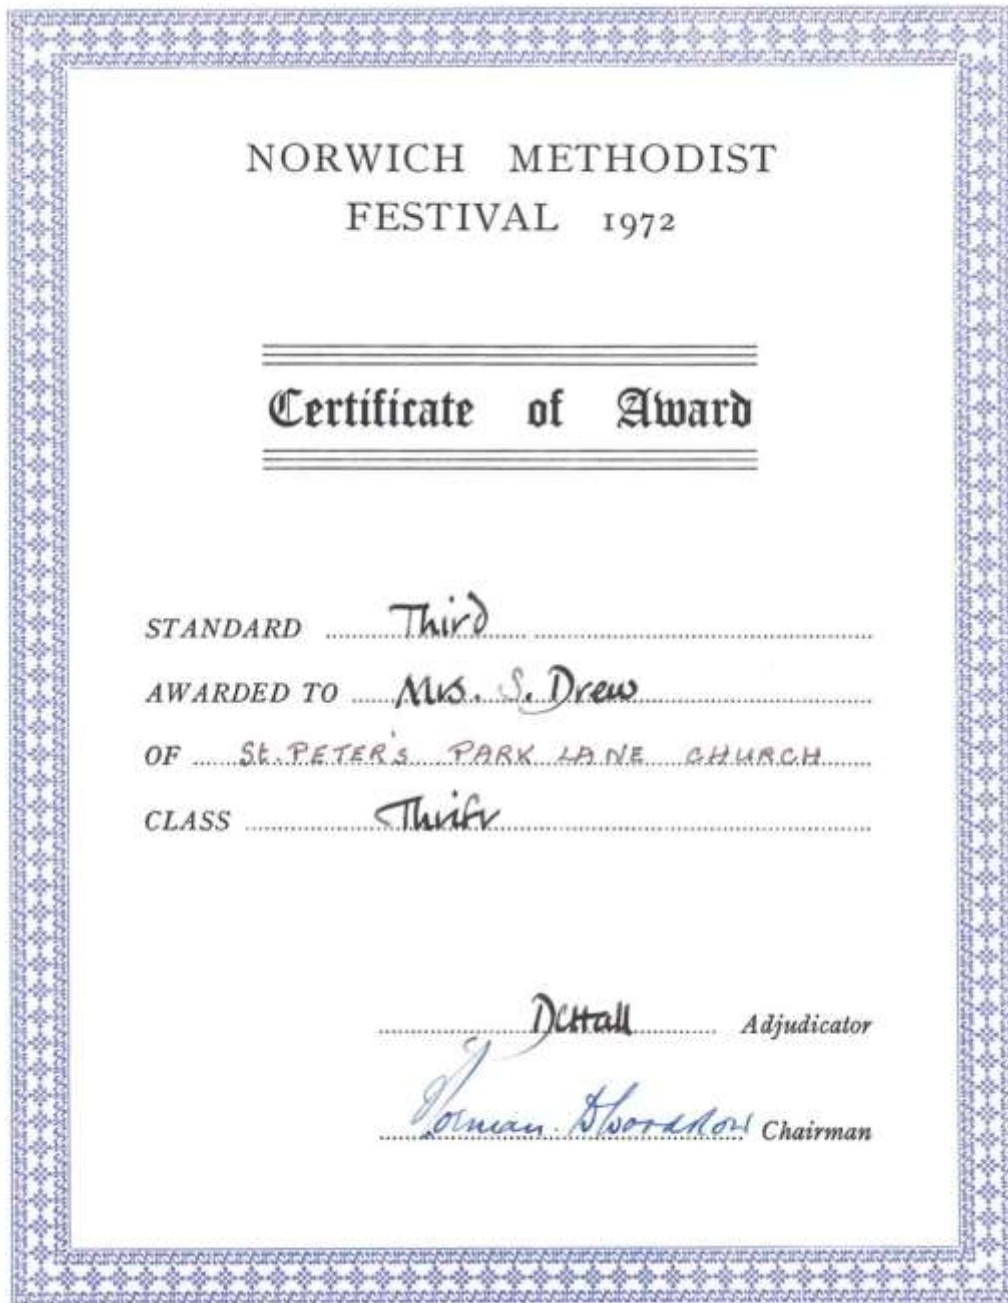 NORWICH METHODIST
FESTIVAL 1972
Certificate of Award
STANDARD Third
AWARDED TO Mrs. S. Drew
OF St. PETER'S PARK LANE CHURCH
CLASS Thrift
DCHall Adjudicator
Norman Chairman